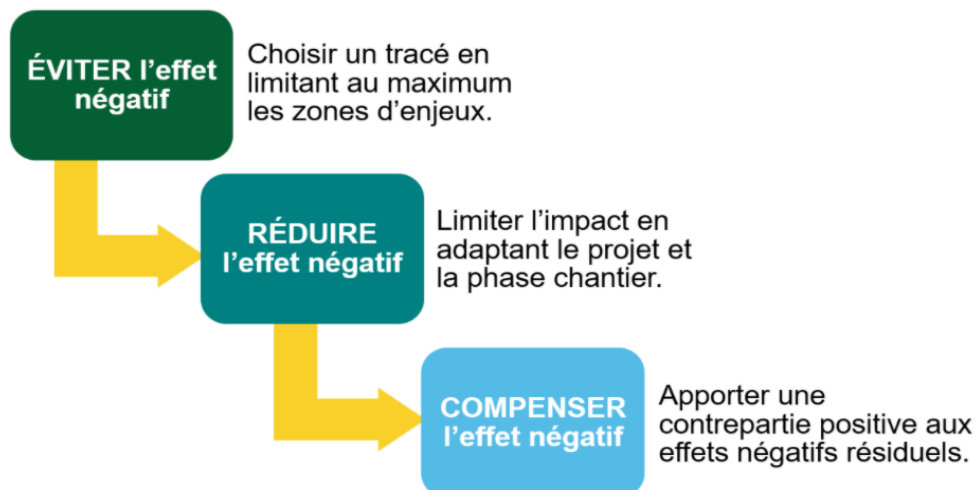 ÉVITER l’effet
négatif
Choisir un tracé en
limitant au maximum
les zones d’enjeux.
RÉDUIRE
l’effet négatif
Limiter l’impact en
adaptant le projet et
la phase chantier.
COMPENSER
l’effet négatif
Apporter une
contrepartie positive aux
effets négatifs résiduels.